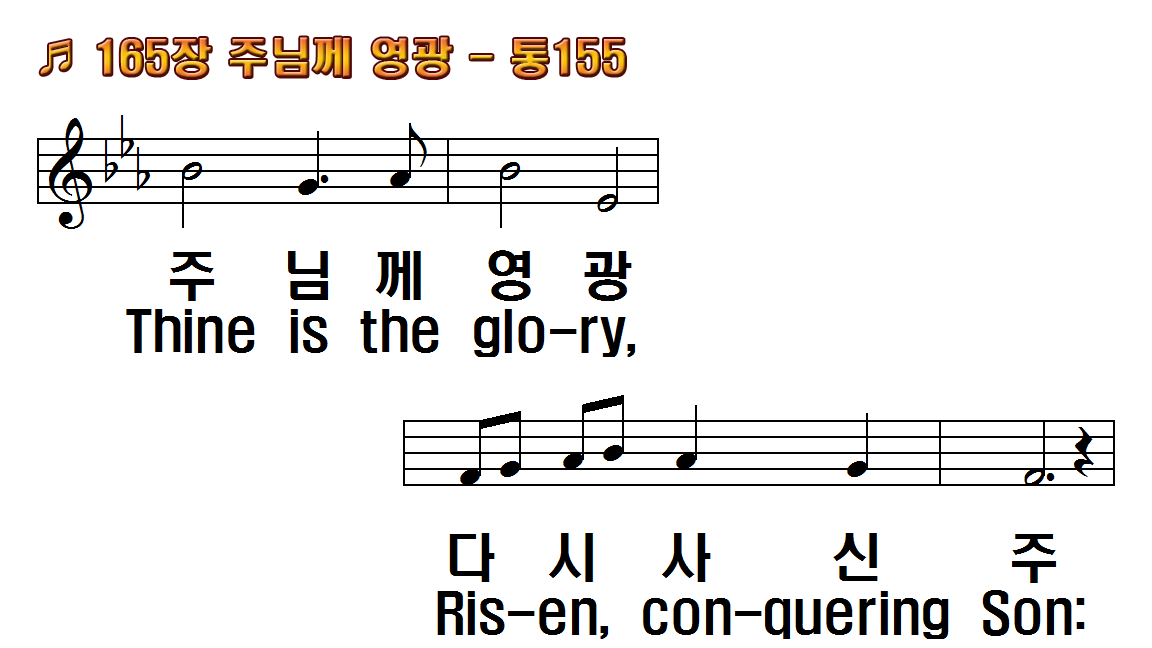 165장 주님께 영광 - 통155
주 님 께 영 광
Thine is the glo-ry,
다 시 사 신 주
Ris-en, con-quering Son: